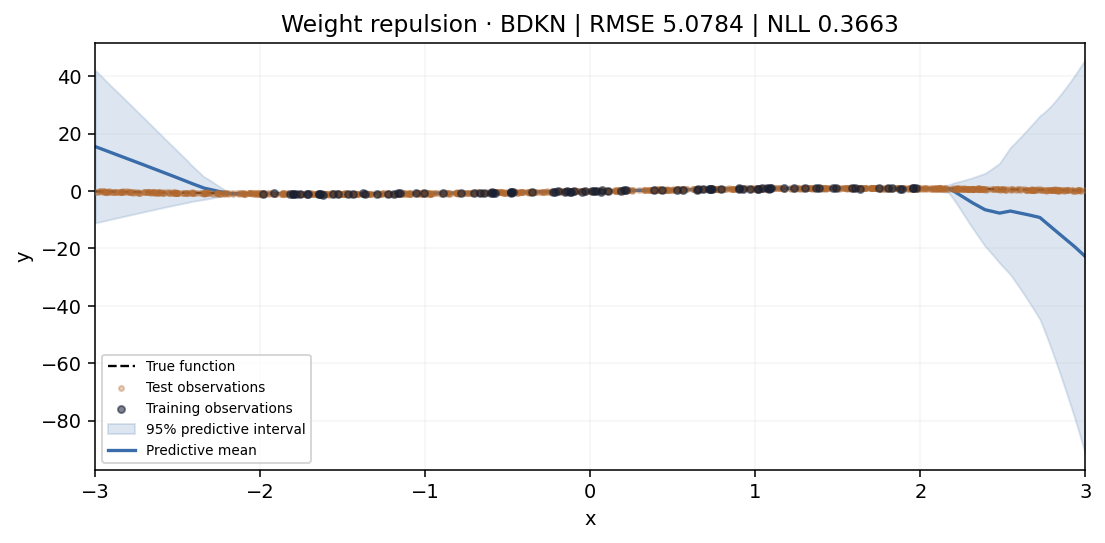 Weight repulsion · BDKN | RMSE 5.0784 | NLL 0.3663
40
20
0
−20
−40
−60
−80
y
True function
Test observations
Training observations
95% predictive interval
Predictive mean
−3
−2
−1
0
1
2
3
x